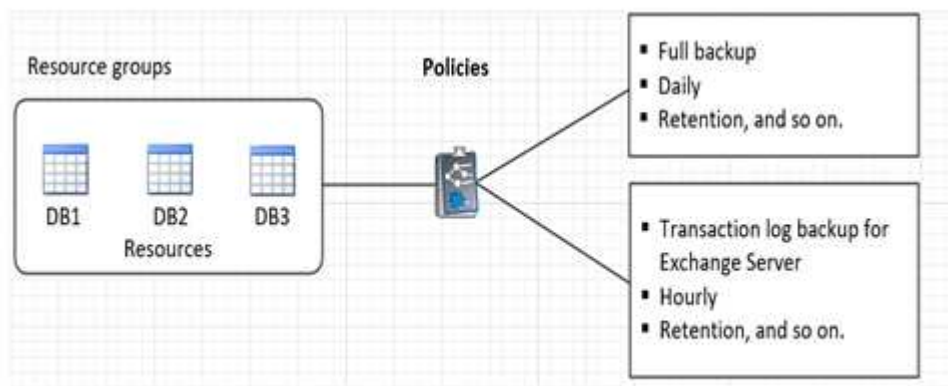 Resource groups
DB1 DB2 DB3
Resources
Policies
▪ Full backup
▪ Daily
▪ Retention, and so on.
▪ Transaction log backup for
Exchange Server
▪ Hourly
▪ Retention, and so on.